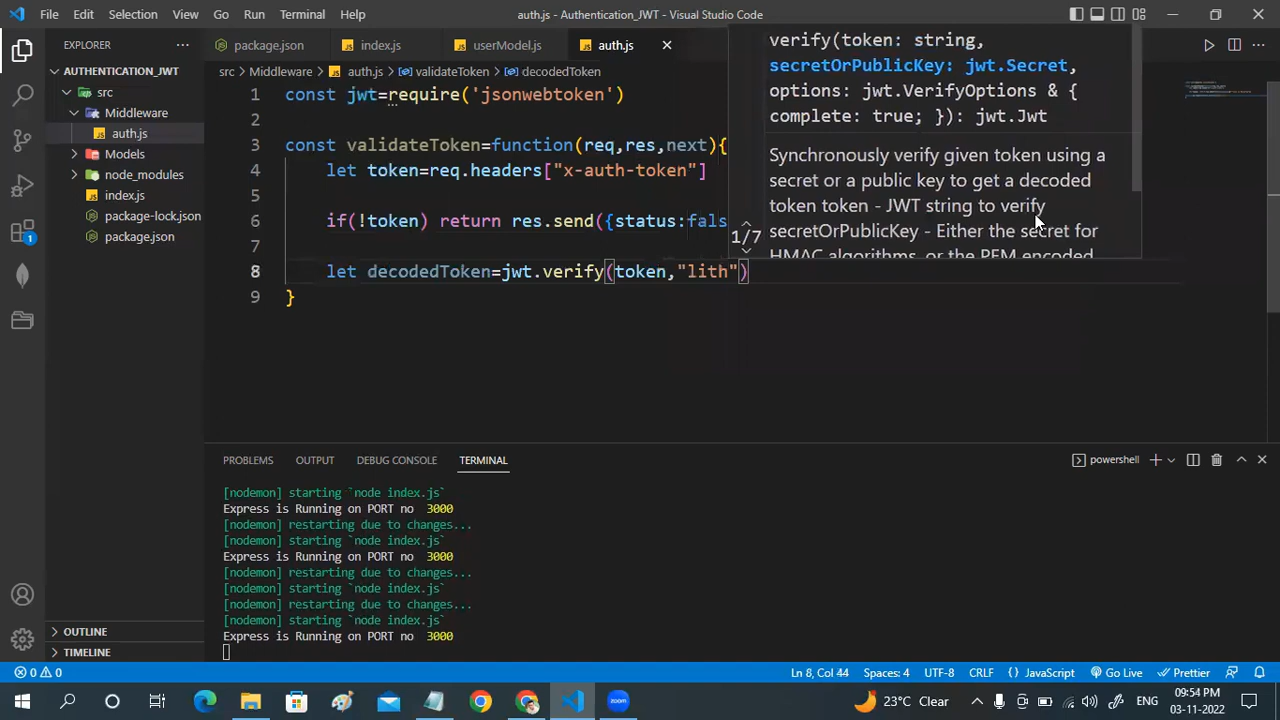 File Edit Selection View Go Run Terminal Help auth.js - Authentication_JWT - Visual Studio Code
EXPLORER
AUTHENTICATION_JWT
src
Middleware
auth.js
Models
node_modules
index.js
package-lock.json
package.json
OUTLINE
TIMELINE
package.json index.js userModel.js auth.js
src > Middleware > auth.js > validateToken > decodedToken
1 const jwt=require('jsonwebtoken')
2
3 const validateToken=function(req,res,next){
4 let token=req.headers["x-auth-token"]
5
6 if(!token) return res.send({status:fals
7
8 let decodedToken=jwt.verify(token,"lith")
9 }
verify(token: string,
secretOrPublicKey: jwt.Secret,
options: jwt.VerifyOptions & {
complete: true; }): jwt.Jwt
Synchronously verify given token using a
secret or a public key to get a decoded
token token - JWT string to verify
secretOrPublicKey - Either the secret for
HMAC algorithms, or the PEM encoded
1/7
PROBLEMS OUTPUT DEBUG CONSOLE TERMINAL powershell
[nodemon] starting `node index.js`
Express is Running on PORT no 3000
[nodemon] restarting due to changes...
[nodemon] starting `node index.js`
Express is Running on PORT no 3000
[nodemon] restarting due to changes...
[nodemon] starting `node index.js`
[nodemon] restarting due to changes...
[nodemon] starting `node index.js`
Express is Running on PORT no 3000
1
0 0 Ln 8, Col 44 Spaces: 4 UTF-8 CRLF JavaScript Go Live Prettier
23°C Clear ENG 09:54 PM
03-11-2022